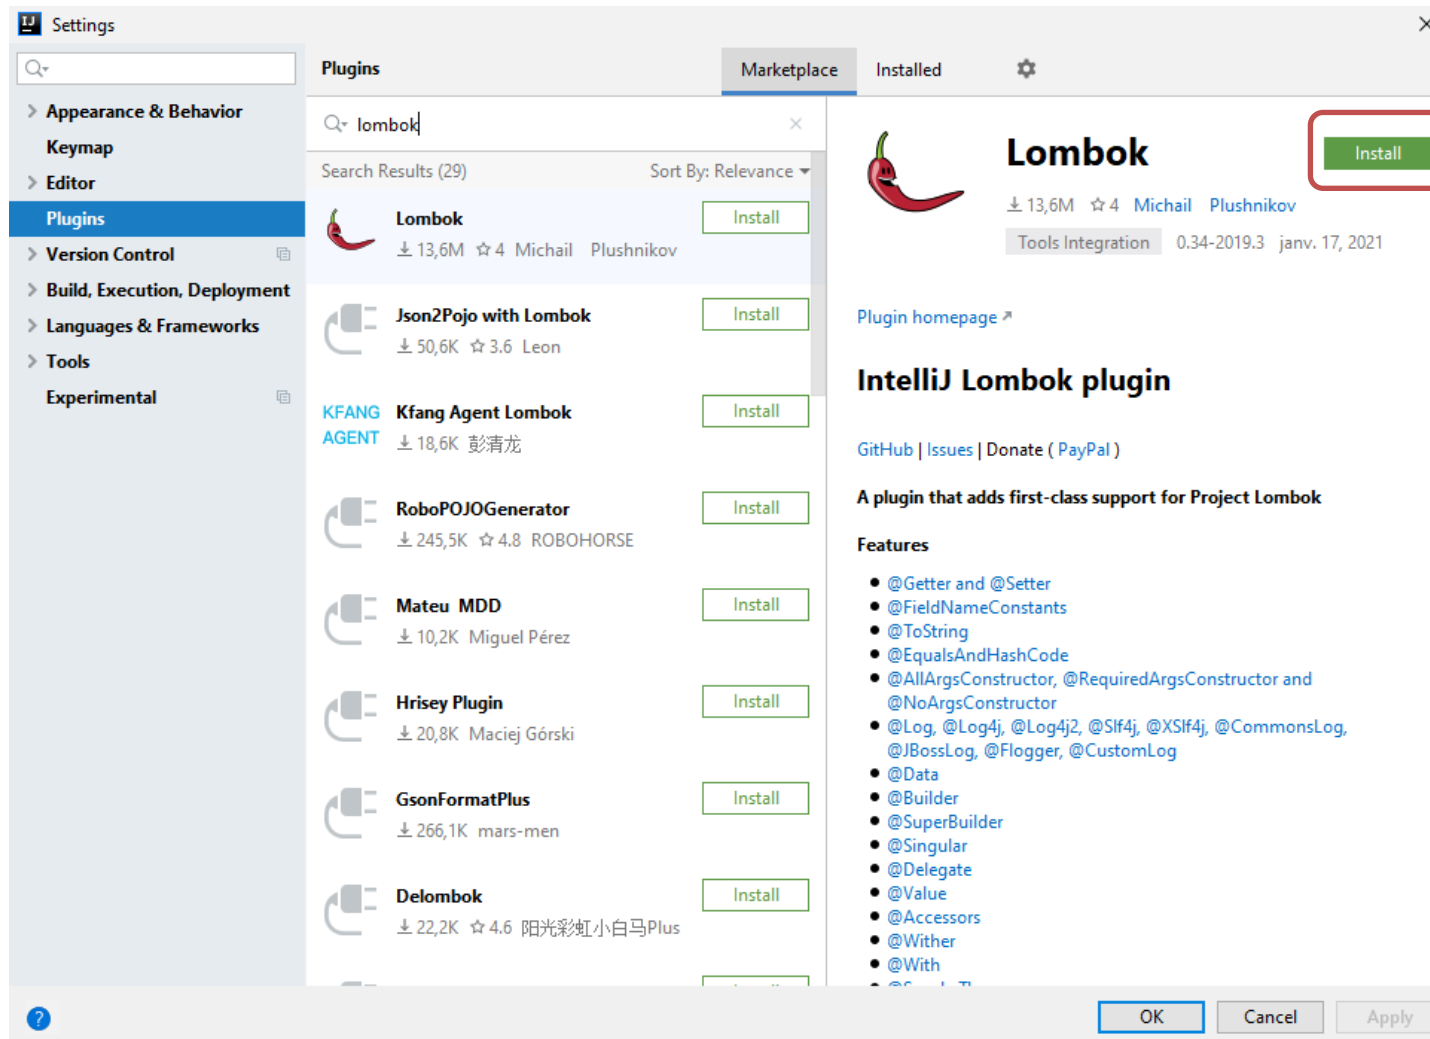 Settings
Plugins
Marketplace
Installed
Appearance & Behavior
Keymap
Editor
Plugins
Version Control
Build, Execution, Deployment
Languages & Frameworks
Tools
Experimental
lombok
Search Results (29)
Sort By: Relevance
Lombok
Install
13,6M 4 Michail Plushnikov
Json2Pojo with Lombok
Install
50,6K 3.6 Leon
KFANG AGENT
Kfang Agent Lombok
Install
18,6K 彭清龙
RoboPOJOGenerator
Install
245,5K 4.8 ROBOHORSE
Mateu MDD
Install
10,2K Miguel Pérez
Hrisey Plugin
Install
20,8K Maciej Górski
GsonFormatPlus
Install
266,1K mars-men
Delombok
Install
22,2K 4.6 阳光彩虹小白马Plus
Lombok
Install
13,6M 4 Michail Plushnikov
Tools Integration 0.34-2019.3 janv. 17, 2021
Plugin homepage
IntelliJ Lombok plugin
GitHub | Issues | Donate ( PayPal )
A plugin that adds first-class support for Project Lombok
Features
@Getter and @Setter
@FieldNameConstants
@ToString
@EqualsAndHashCode
@AllArgsConstructor, @RequiredArgsConstructor and
@NoArgsConstructor
@Log, @Log4j, @Log4j2, @Slf4j, @XSlf4j, @CommonsLog,
@JBossLog, @Flogger, @CustomLog
@Data
@Builder
@SuperBuilder
@Singular
@Delegate
@Value
@Accessors
@Wither
@With
OK
Cancel
Apply